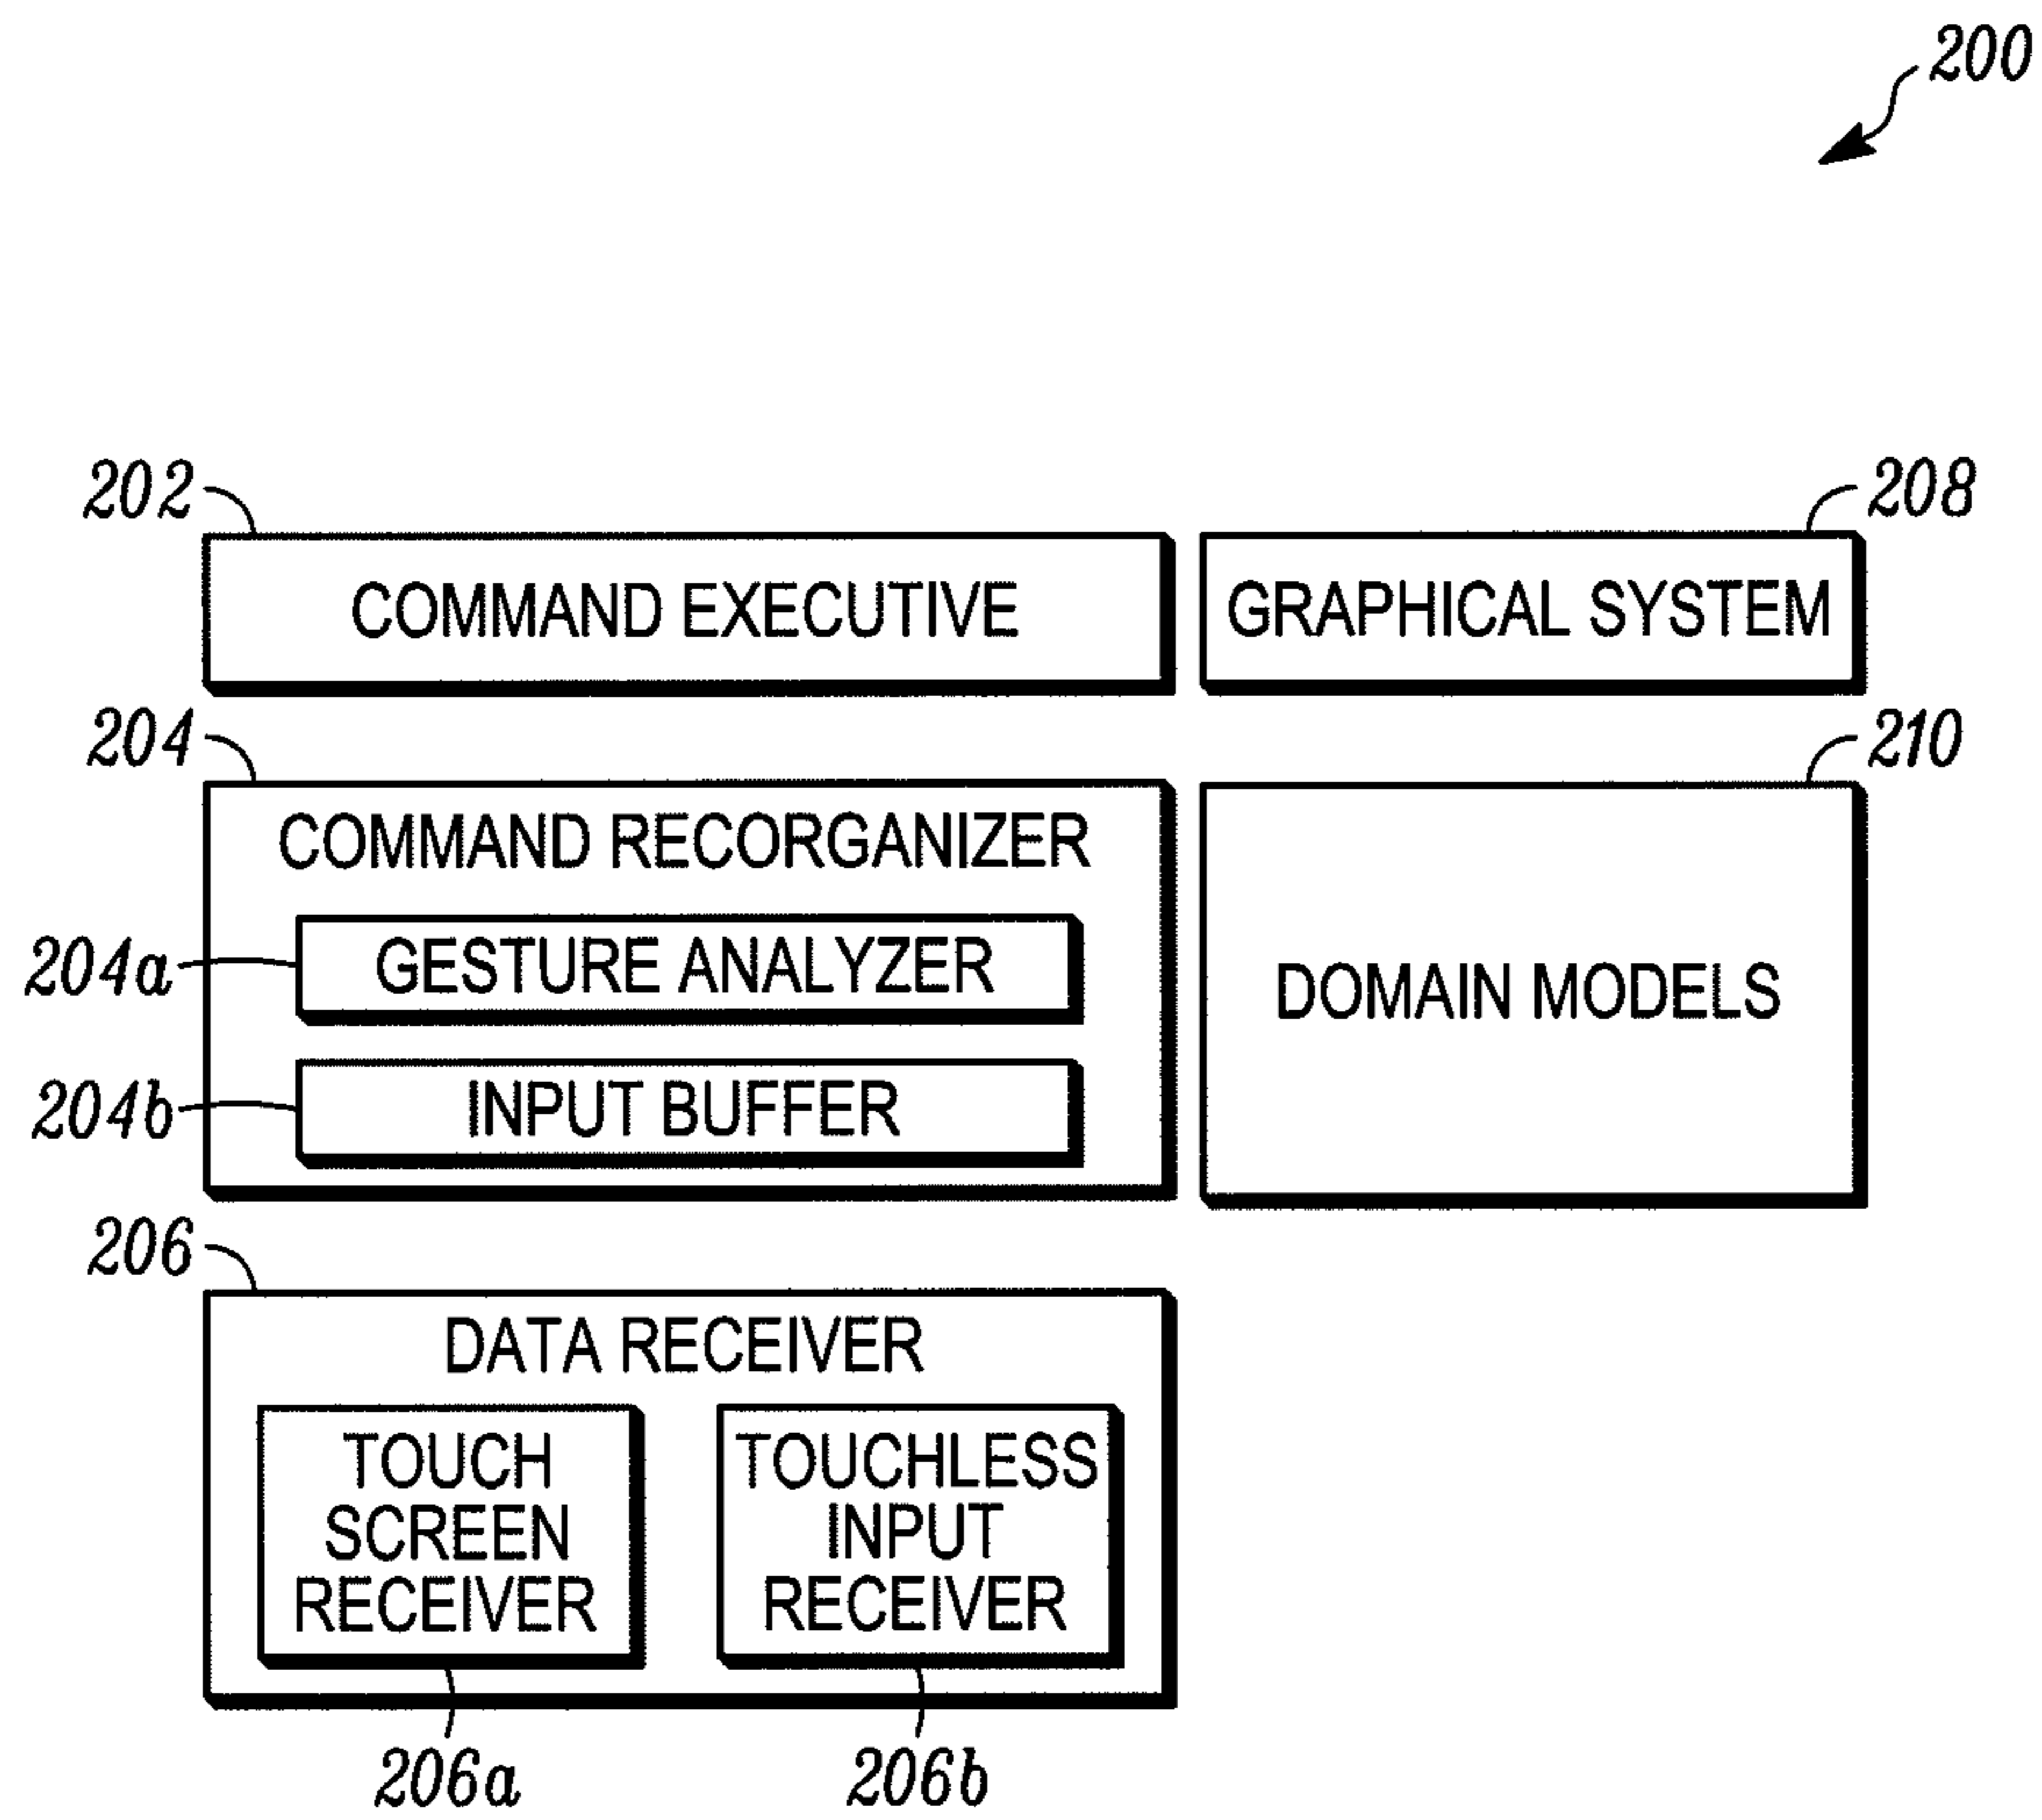 200
202
208
COMMAND EXECUTIVE
GRAPHICAL SYSTEM
204
210
COMMAND RECORGANIZER
204a
GESTURE ANALYZER
DOMAIN MODELS
204b
INPUT BUFFER
206
DATA RECEIVER
TOUCH
SCREEN
RECEIVER
TOUCHLESS
INPUT
RECEIVER
206a
206b